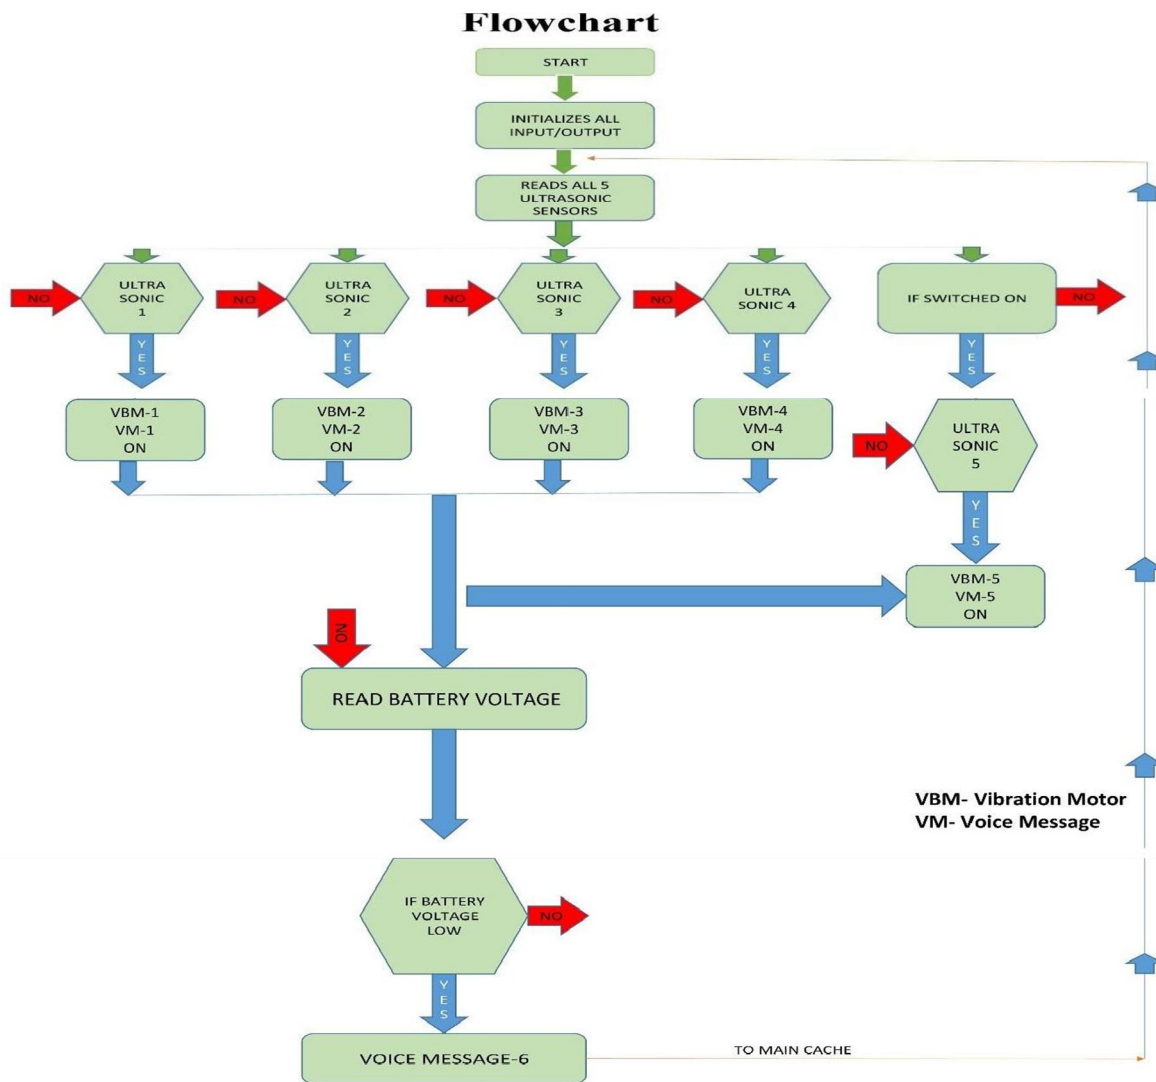 Flowchart
START
INITIALIZES ALL
INPUT/OUTPUT
READS ALL 5
ULTRASONIC
SENSORS
NO
ULTRA
SONIC
1
NO
ULTRA
SONIC
2
NO
ULTRA
SONIC
3
NO
ULTRA
SONIC 4
IF SWITCHED ON
NO
YES
YES
YES
YES
YES
VBM-1
VM-1
ON
VBM-2
VM-2
ON
VBM-3
VM-3
ON
VBM-4
VM-4
ON
NO
ULTRA
SONIC
5
YES
VBM-5
VM-5
ON
NO
READ BATTERY VOLTAGE
VBM- Vibration Motor
VM- Voice Message
IF BATTERY
VOLTAGE
LOW
NO
YES
VOICE MESSAGE-6
TO MAIN CACHE